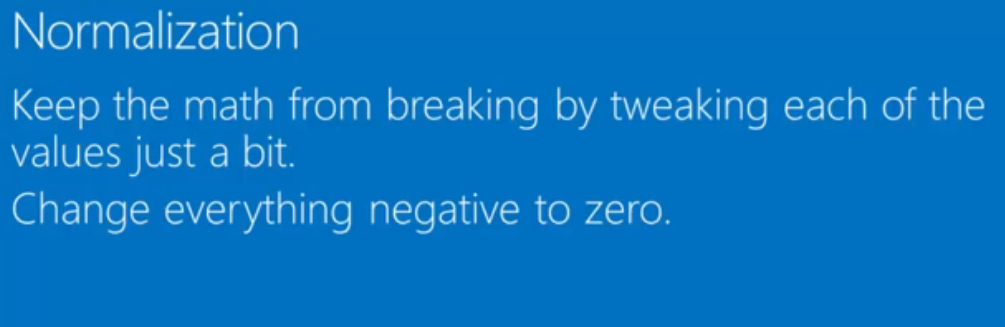 Normalization
Keep the math from breaking by tweaking each of the
values just a bit.
Change everything negative to zero.